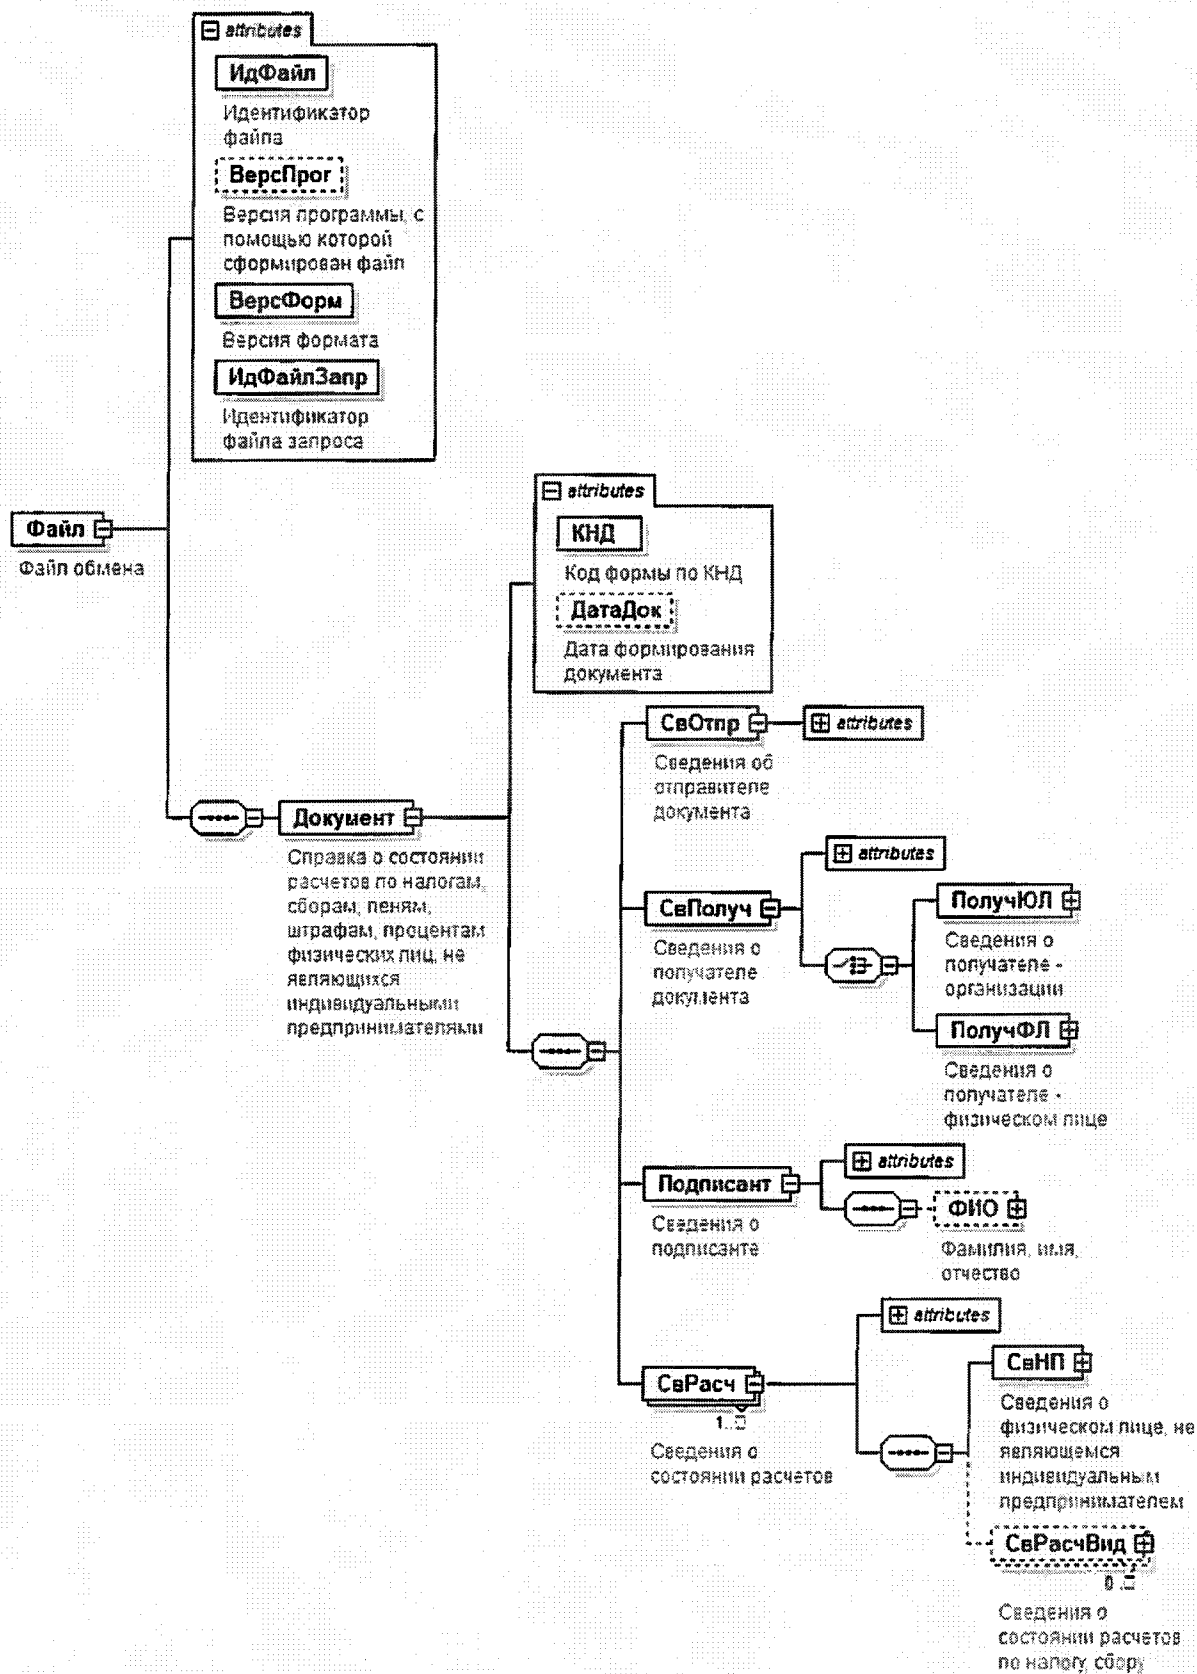 attributes
ИдФайл
Идентификатор
файла
ВерсПрог
Версия программы, с
помощью которой
сформирован файл
ВерсФорм
Версия формата
ИдФайлЗапр
Идентификатор
файла запроса
Файл
Файл обмена
attributes
КНД
Код формы по КНД
ДатаДок
Дата формирования
документа
Документ
Справка о состоянии
расчетов по налогам,
сборам, пеням,
штрафам, процентам
физических лиц, не
являющихся
индивидуальными
предпринимателями
СвОтпр
attributes
Сведения об
отправителе
документа
СвПолуч
attributes
Сведения о
получателе
документа
ПолучЮЛ
Сведения о
получателе -
организации
ПолучФЛ
Сведения о
получателе -
физическом лице
Подписант
attributes
Сведения о
подписанте
ФИО
Фамилия, имя,
отчество
СвРасч
attributes
1..
Сведения о
состоянии расчетов
СвНП
Сведения о
физическом лице, не
являющемся
индивидуальным
предпринимателем
СвРасчВид
0..
Сведения о
состоянии расчетов
по налогу, сбору